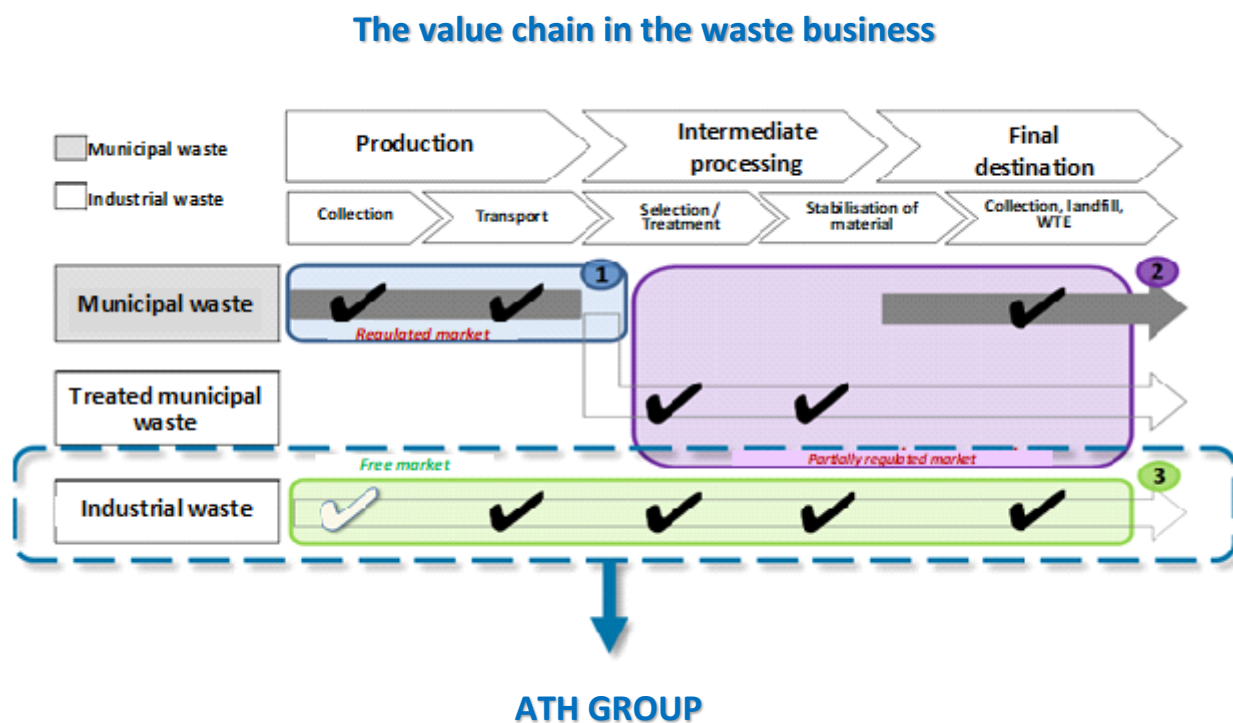 The value chain in the waste business
Municipal waste
Industrial waste
Production
Intermediate
processing
Final
destination
Collection
Transport
Selection /
Treatment
Stabilisation of
material
Collection, landfill,
WTE
Municipal waste
1
2
Regulated market
Treated municipal
waste
Free market
Partially regulated market
Industrial waste
3
ATH GROUP